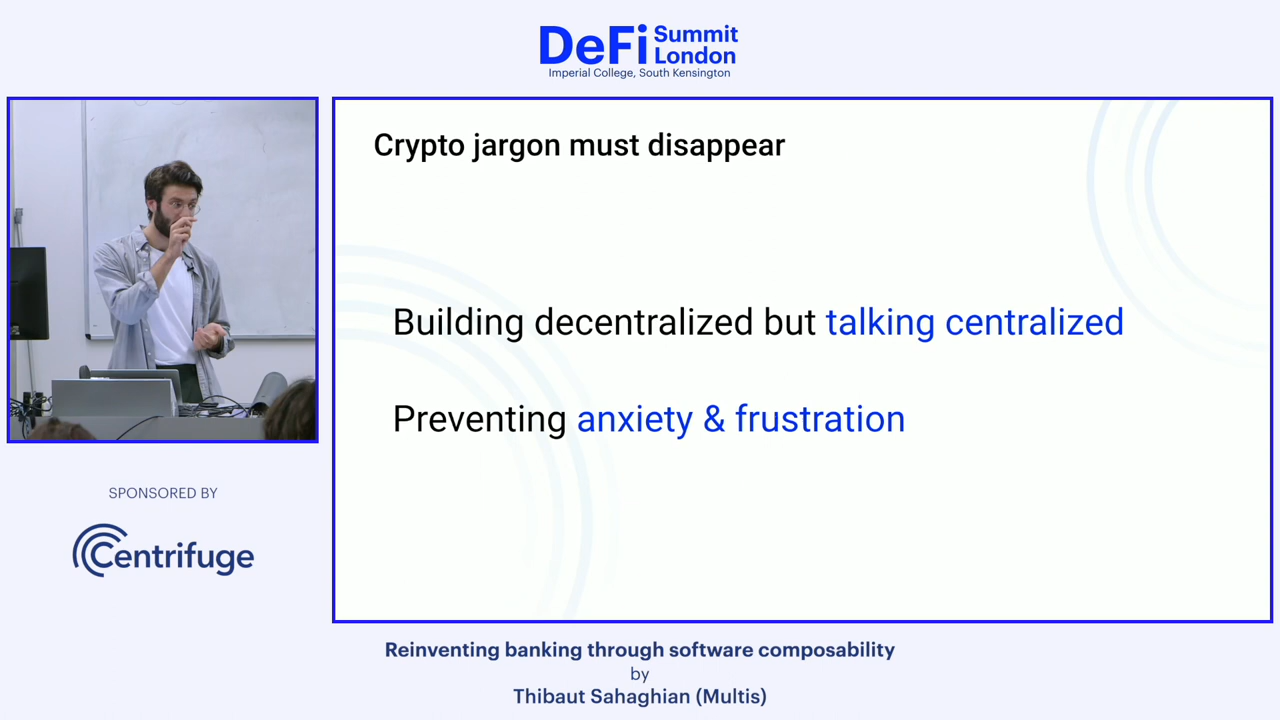 DeFi Summit London
Imperial College, South Kensington
Crypto jargon must disappear
Building decentralized but talking centralized
Preventing anxiety & frustration
SPONSORED BY
Centrifuge
Reinventing banking through software composability
by
Thibaut Sahaghian (Multis)